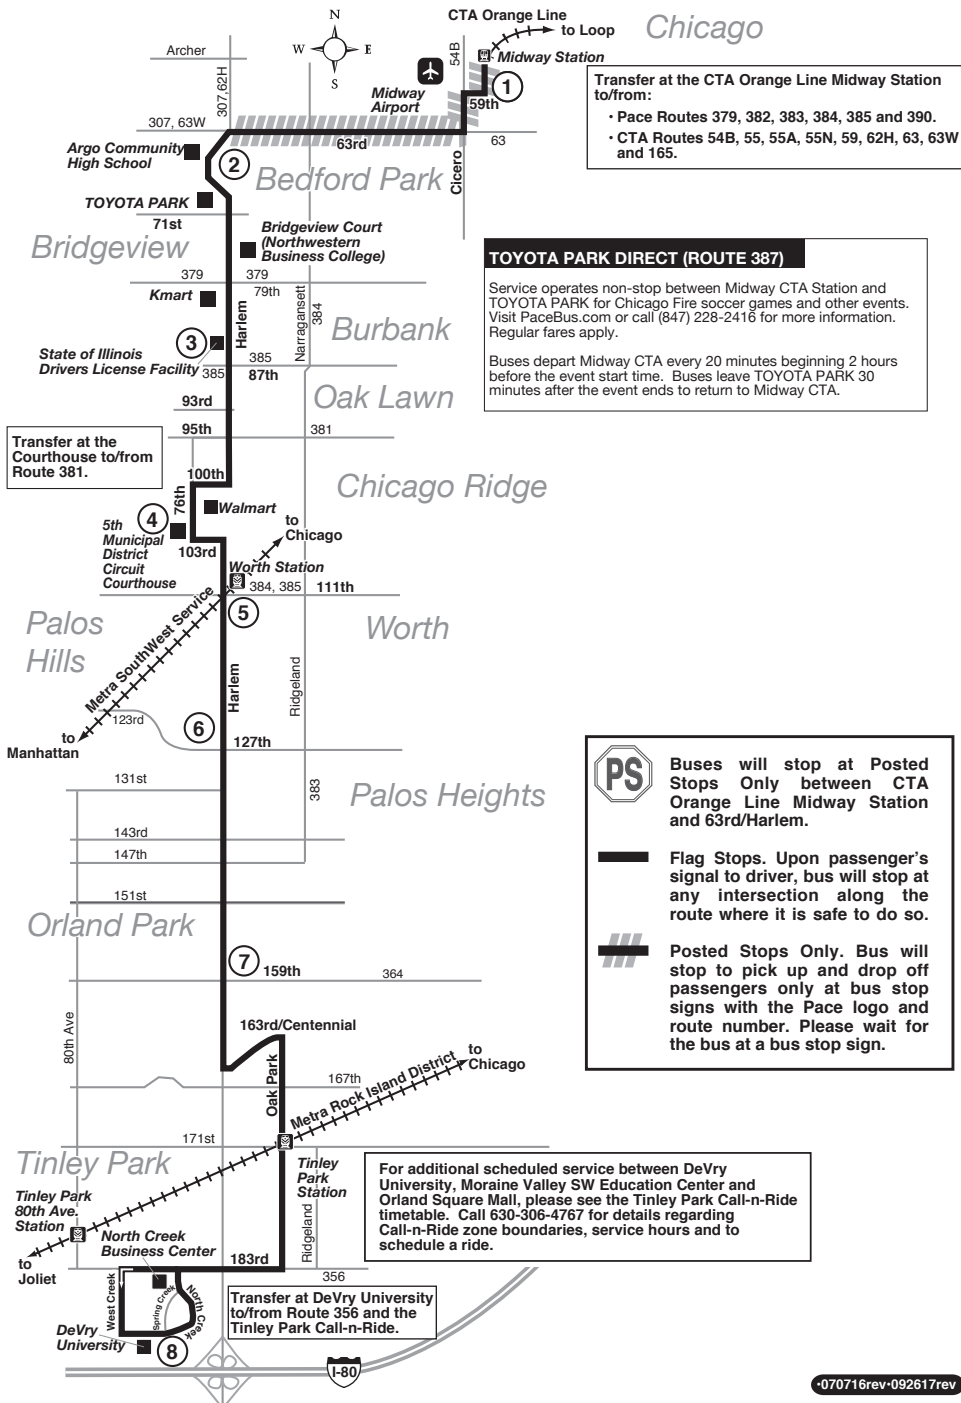 N
W
E
S
CTA Orange Line
to Loop
Chicago
Archer
54B
Midway Station
307,62H
Midway
Airport
1
59th
Transfer at the CTA Orange Line Midway Station
to/from:
• Pace Routes 379, 382, 383, 384, 385 and 390.
• CTA Routes 54B, 55, 55A, 55N, 59, 62H, 63, 63W
and 165.
307, 63W
63rd
63
Argo Community
High School
2
Bedford Park
Cicero
TOYOTA PARK
71st
Bridgeview
Bridgeview Court
(Northwestern
Business College)
TOYOTA PARK DIRECT (ROUTE 387)
Service operates non-stop between Midway CTA Station and
TOYOTA PARK for Chicago Fire soccer games and other events.
Visit PaceBus.com or call (847) 228-2416 for more information.
Regular fares apply.
Buses depart Midway CTA every 20 minutes beginning 2 hours
before the event start time. Buses leave TOYOTA PARK 30
minutes after the event ends to return to Midway CTA.
379
379
79th
Kmart
Harlem
Narragansett
384
Burbank
3
State of Illinois
Drivers License Facility
385
385
87th
Oak Lawn
93rd
95th
381
Transfer at the
Courthouse to/from
Route 381.
100th
76th
Chicago Ridge
Walmart
4
5th
Municipal
District
Circuit
Courthouse
103rd
to
Chicago
Worth Station
384, 385
111th
5
Palos
Hills
Metra SouthWest Service
Worth
Harlem
Ridgeland
123rd
6
to
Manhattan
127th
131st
383
Palos Heights
143rd
147th
151st
Orland Park
7
159th
364
PS
Buses will stop at Posted
Stops Only between CTA
Orange Line Midway Station
and 63rd/Harlem.
Flag Stops. Upon passenger's
signal to driver, bus will stop at
any intersection along the
route where it is safe to do so.
Posted Stops Only. Bus will
stop to pick up and drop off
passengers only at bus stop
signs with the Pace logo and
route number. Please wait for
the bus at a bus stop sign.
80th Ave
163rd/Centennial
Oak Park
167th
Metra Rock Island District
to
Chicago
171st
Tinley Park
Tinley
Park
Station
Tinley Park
80th Ave.
Station
Ridgeland
For additional scheduled service between DeVry
University, Moraine Valley SW Education Center and
Orland Square Mall, please see the Tinley Park Call-n-Ride
timetable. Call 630-306-4767 for details regarding
Call-n-Ride zone boundaries, service hours and to
schedule a ride.
North Creek
Business Center
to
Joliet
183rd
356
West Creek
Spring Creek
North Creek
Transfer at DeVry University
to/from Route 356 and the
Tinley Park Call-n-Ride.
DeVry
University
8
I-80
•070716rev•092617rev